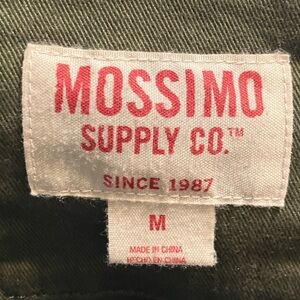 MOSSIMO
SUPPLY CO.™
SINCE 1987
M
MADE IN CHINA
HECHO EN CHINA